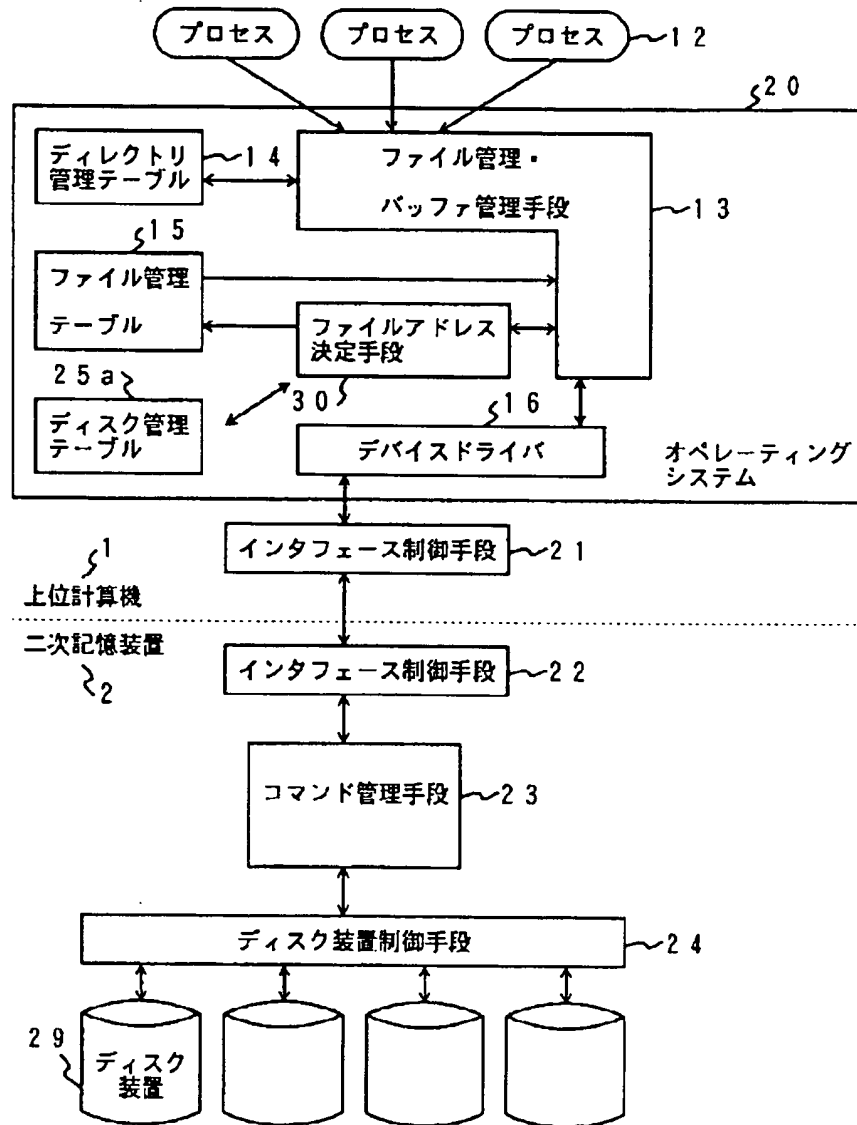 プロセス プロセス プロセス 12
20
ディレクトリ
管理テーブル
14
ファイル管理・
バッファ管理手段
13
15
ファイル管理
テーブル
ファイルアドレス
決定手段
30
25a
ディスク管理
テーブル
16
デバイスドライバ
オペレーティング
システム
インタフェース制御手段 21
1
上位計算機
二次記憶装置
2
インタフェース制御手段 22
コマンド管理手段 23
ディスク装置制御手段 24
29
ディスク
装置